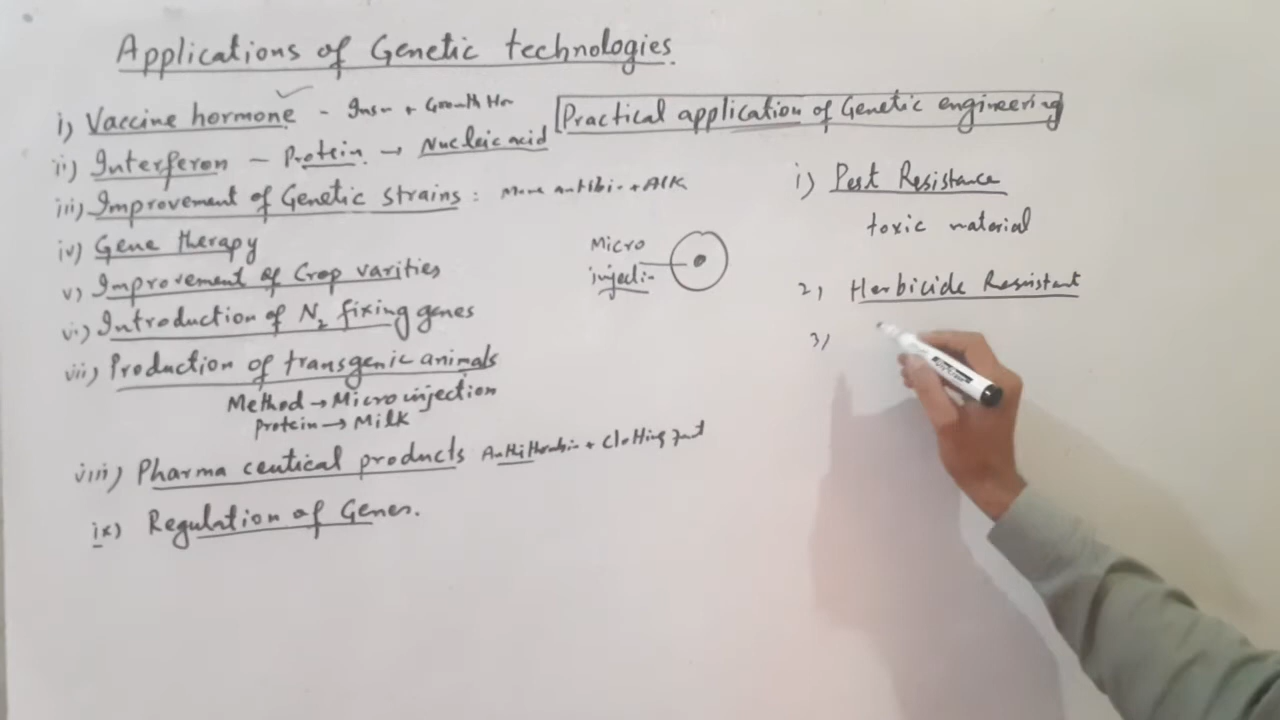 Applications of Genetic technologies.
i) Vaccine hormone - Insu + Growth Ho
ii) Interferon - Protein. → Nucleic acid
iii) Improvement of Genetic strains : More antibi + Alk
iv) Gene therapy
v) Improvement of Crop varities
vi) Introduction of N2 fixing genes
vii) Production of transgenic animals
Method → Micro injection
Protein → Milk
viii) Pharma ceutical products Antithrombin + Clotting fact
ix) Regulation of Genes.
Micro
injecti-
Practical application of Genetic engineering
i) Pest Resistance
toxic material
2) Herbicide Resistant
3)